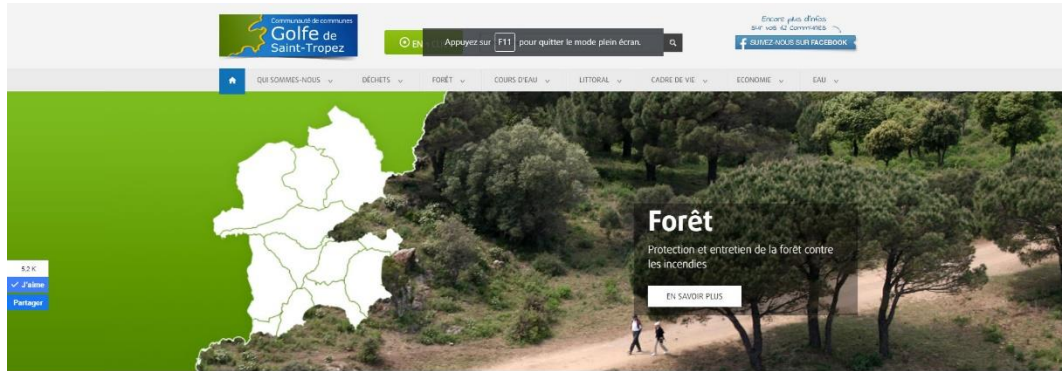 Communauté de communes
Golfe de
Saint-Tropez
EN
Appuyez sur F11 pour quitter le mode plein écran.
Encore plus d'infos
sur vos 12 communes
SUIVEZ-NOUS SUR FACEBOOK
QUI SOMMES-NOUS
DÉCHETS
FORÊT
COURS D'EAU
LITTORAL
CADRE DE VIE
ECONOMIE
EAU
Forêt
Protection et entretien de la forêt contre
les incendies
EN SAVOIR PLUS
5.2 K
J'aime
Partager